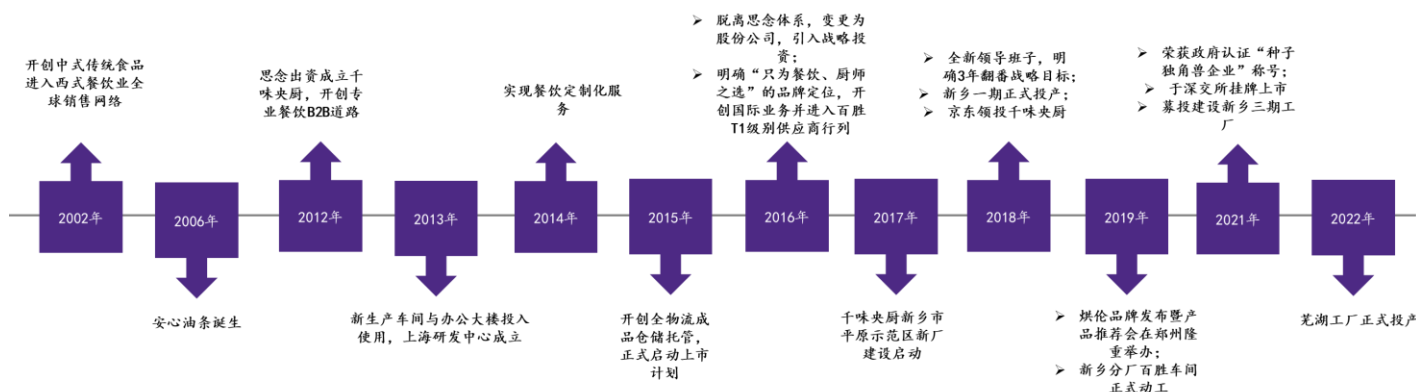 开创中式传统食品
进入西式餐饮业全
球销售网络
2002年
2006年
安心油条诞生
思念出资成立千
味央厨，开创专
业餐饮B2B道路
2012年
2013年
新生产车间与办公大楼投入
使用，上海研发中心成立
实现餐饮定制化服
务
2014年
2015年
开创全物流成
品仓储托管，
正式启动上市
计划
➢ 脱离思念体系，变更为
股份公司，引入战略投
资；
➢ 明确“只为餐饮、厨师
之选”的品牌定位，开
创国际业务并进入百胜
T1级别供应商行列
2016年
2017年
千味央厨新乡市
平原示范区新厂
建设启动
➢ 全新领导班子，明
确3年翻番战略目标；
➢ 新乡一期正式投产；
➢ 京东领投千味央厨
2018年
2019年
➢ 烘伦品牌发布暨产
品推荐会在郑州隆
重举办；
➢ 新乡分厂百胜车间
正式动工
➢ 荣获政府认证“种子
独角兽企业”称号；
➢ 于深交所挂牌上市
➢ 募投建设新乡三期工
厂
2021年
2022年
芜湖工厂正式投产